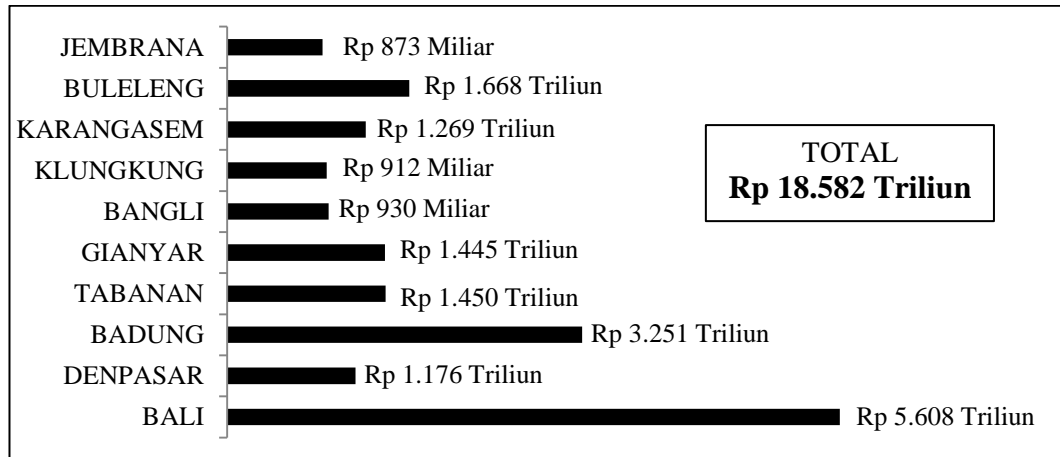 JEMBRANA Rp 873 Miliar
BULELENG Rp 1.668 Triliun
KARANGASEM Rp 1.269 Triliun
KLUNGKUNG Rp 912 Miliar
BANGLI Rp 930 Miliar
GIANYAR Rp 1.445 Triliun
TABANAN Rp 1.450 Triliun
BADUNG Rp 3.251 Triliun
DENPASAR Rp 1.176 Triliun
BALI Rp 5.608 Triliun
TOTAL
Rp 18.582 Triliun